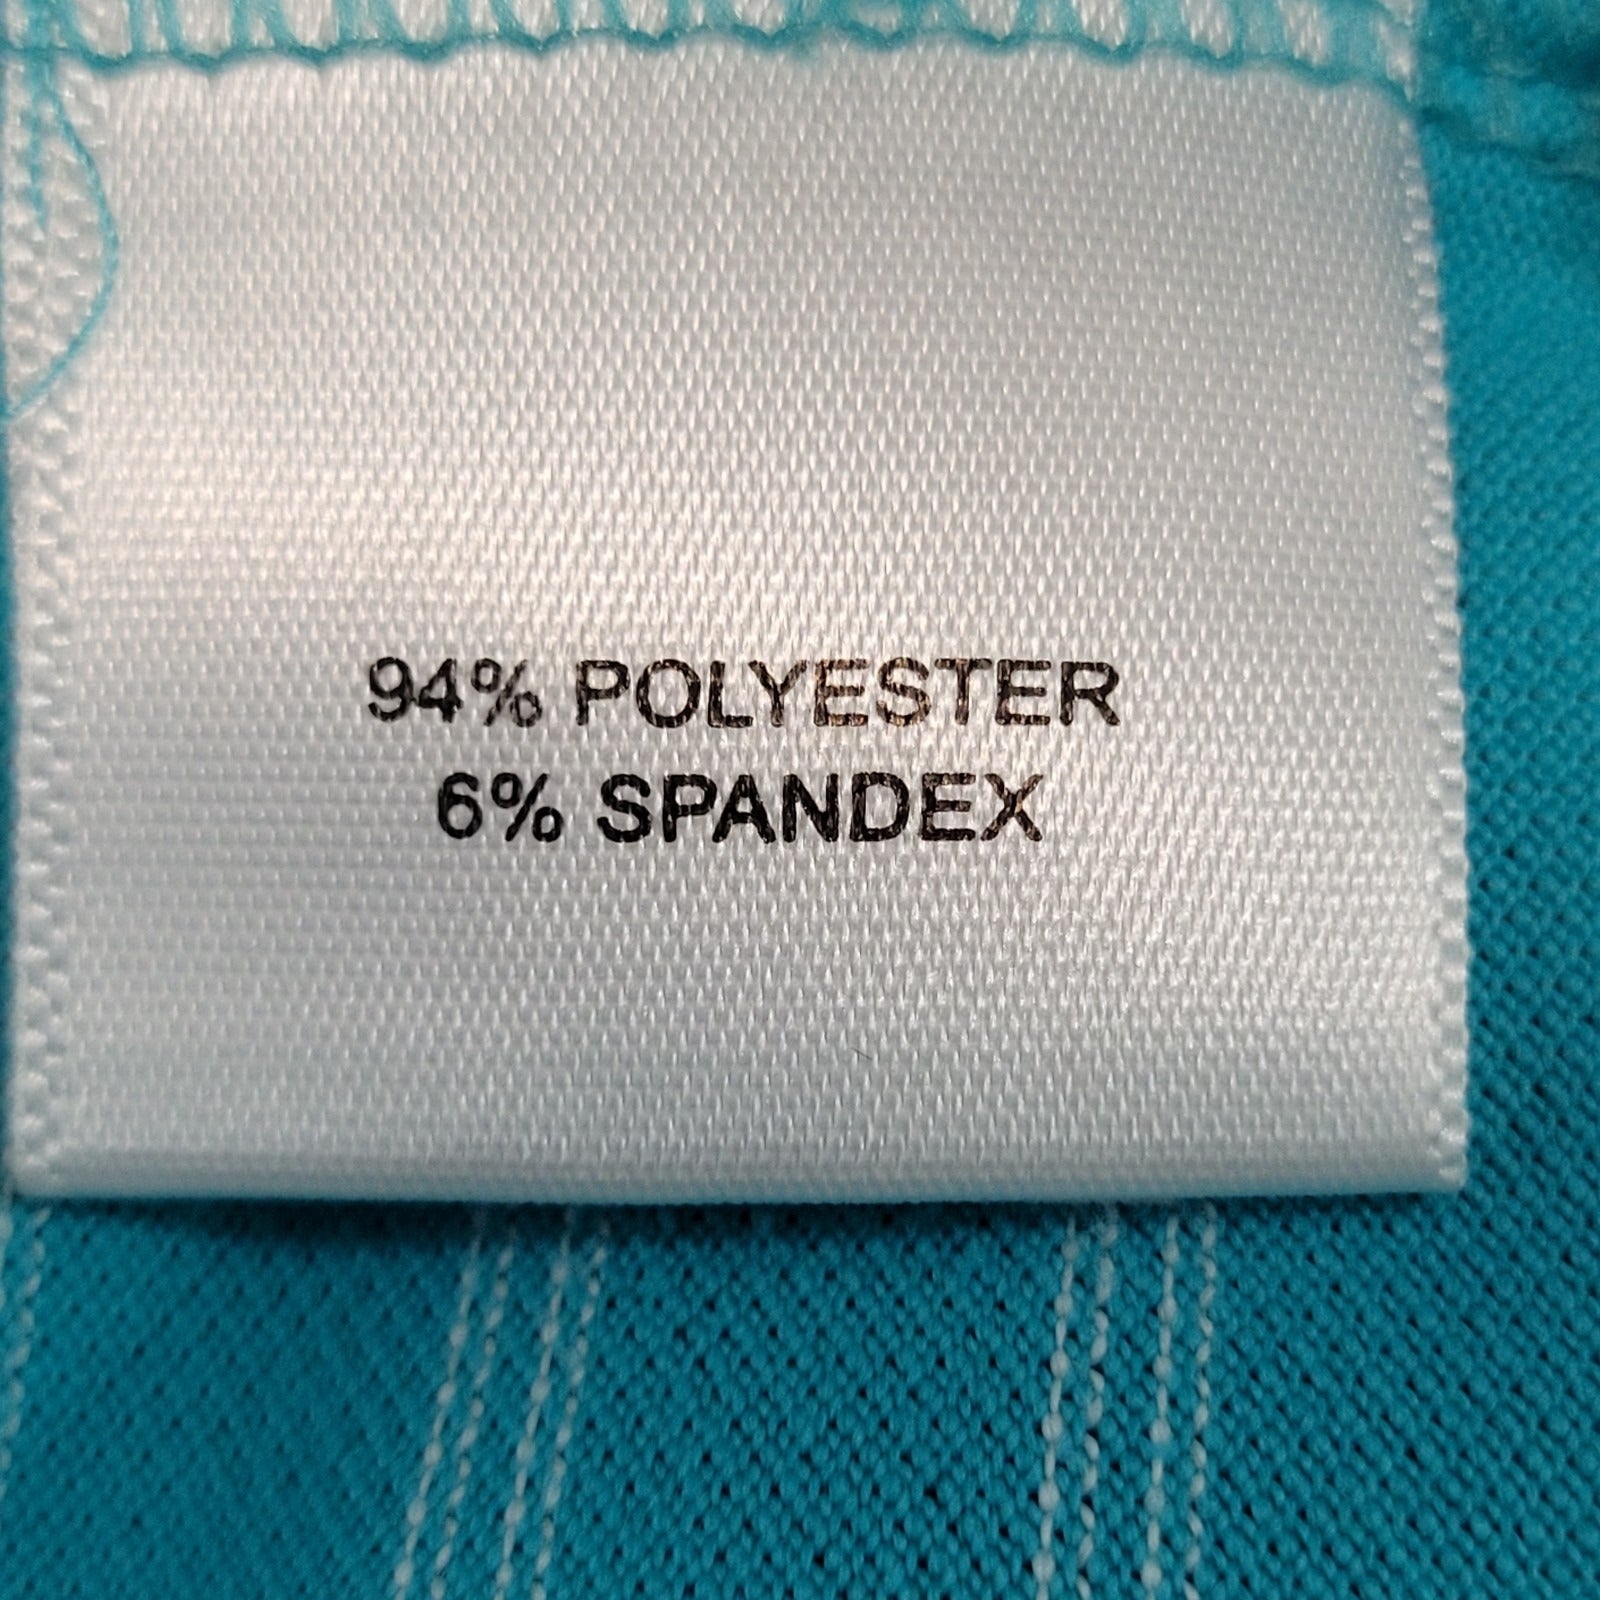 94% POLYESTER
6% SPANDEX